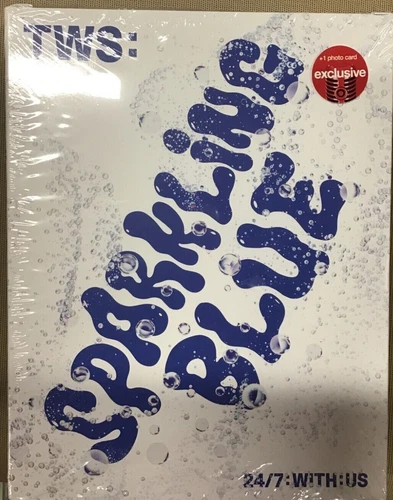 TWS:
+1 photo card
exclusive
SPARKLiNG
BLUE
24/7:WITH:US